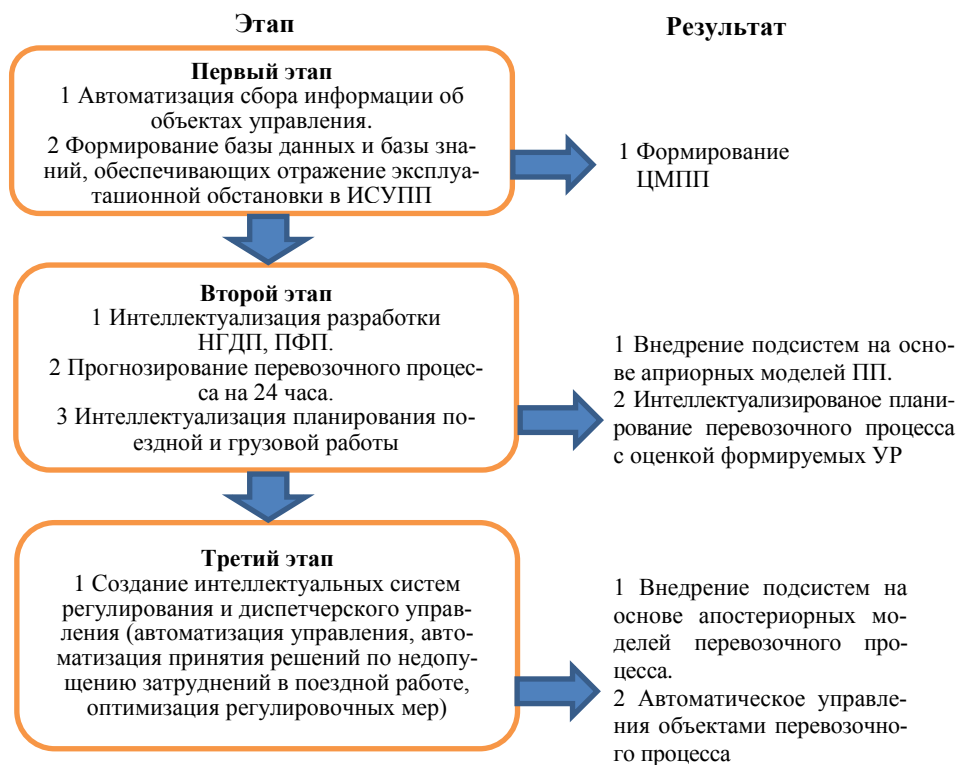 Этап
Результат
Первый этап
1 Автоматизация сбора информации об
объектах управления.
2 Формирование базы данных и базы зна-
ний, обеспечивающих отражение эксплуа-
тационной обстановки в ИСУПП
1 Формирование
ЦМПП
Второй этап
1 Интеллектуализация разработки
НГДП, ПФП.
2 Прогнозирование перевозочного процес-
са на 24 часа.
3 Интеллектуализация планирования по-
ездной и грузовой работы
1 Внедрение подсистем на осно-
ве априорных моделей ПП.
2 Интеллектуализированое плани-
рование перевозочного процесса
с оценкой формируемых УР
Третий этап
1 Создание интеллектуальных систем
регулирования и диспетчерского управ-
ления (автоматизация управления, авто-
матизация принятия решений по недопу-
щению затруднений в поездной работе,
оптимизация регулировочных мер)
1 Внедрение подсистем на
основе апостериорных мо-
делей перевозочного про-
цесса.
2 Автоматическое управле-
ния объектами перевозочно-
го процесса